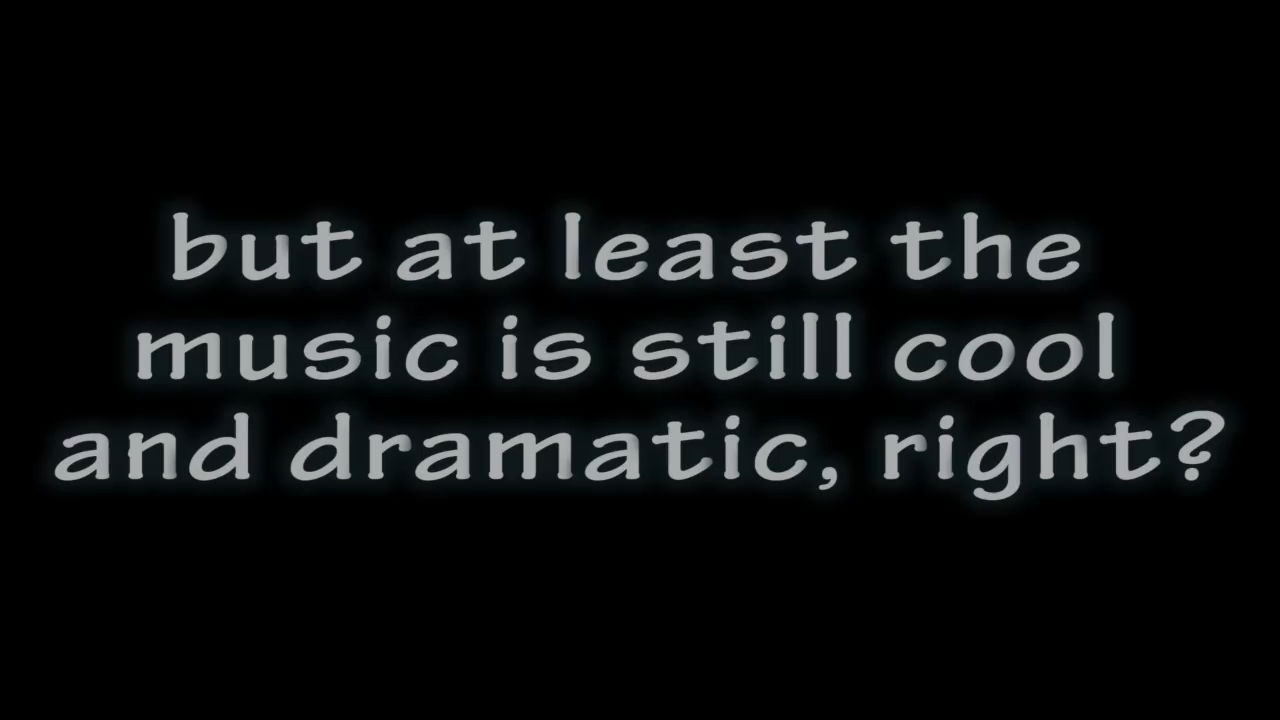 but at least the
music is still cool
and dramatic, right?